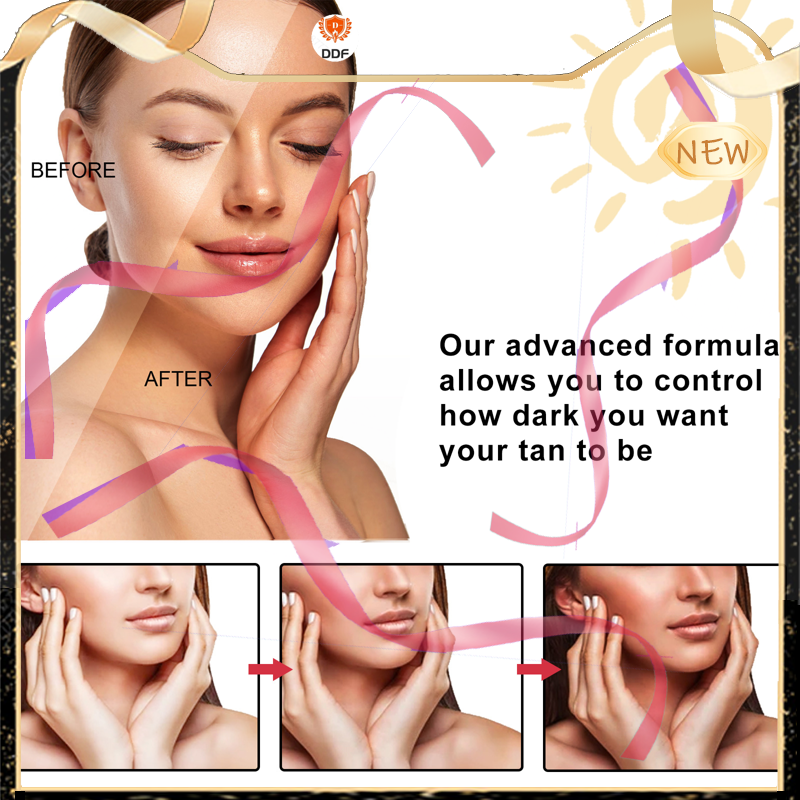 DDF
NEW
BEFORE
AFTER
Our advanced formula
allows you to control
how dark you want
your tan to be